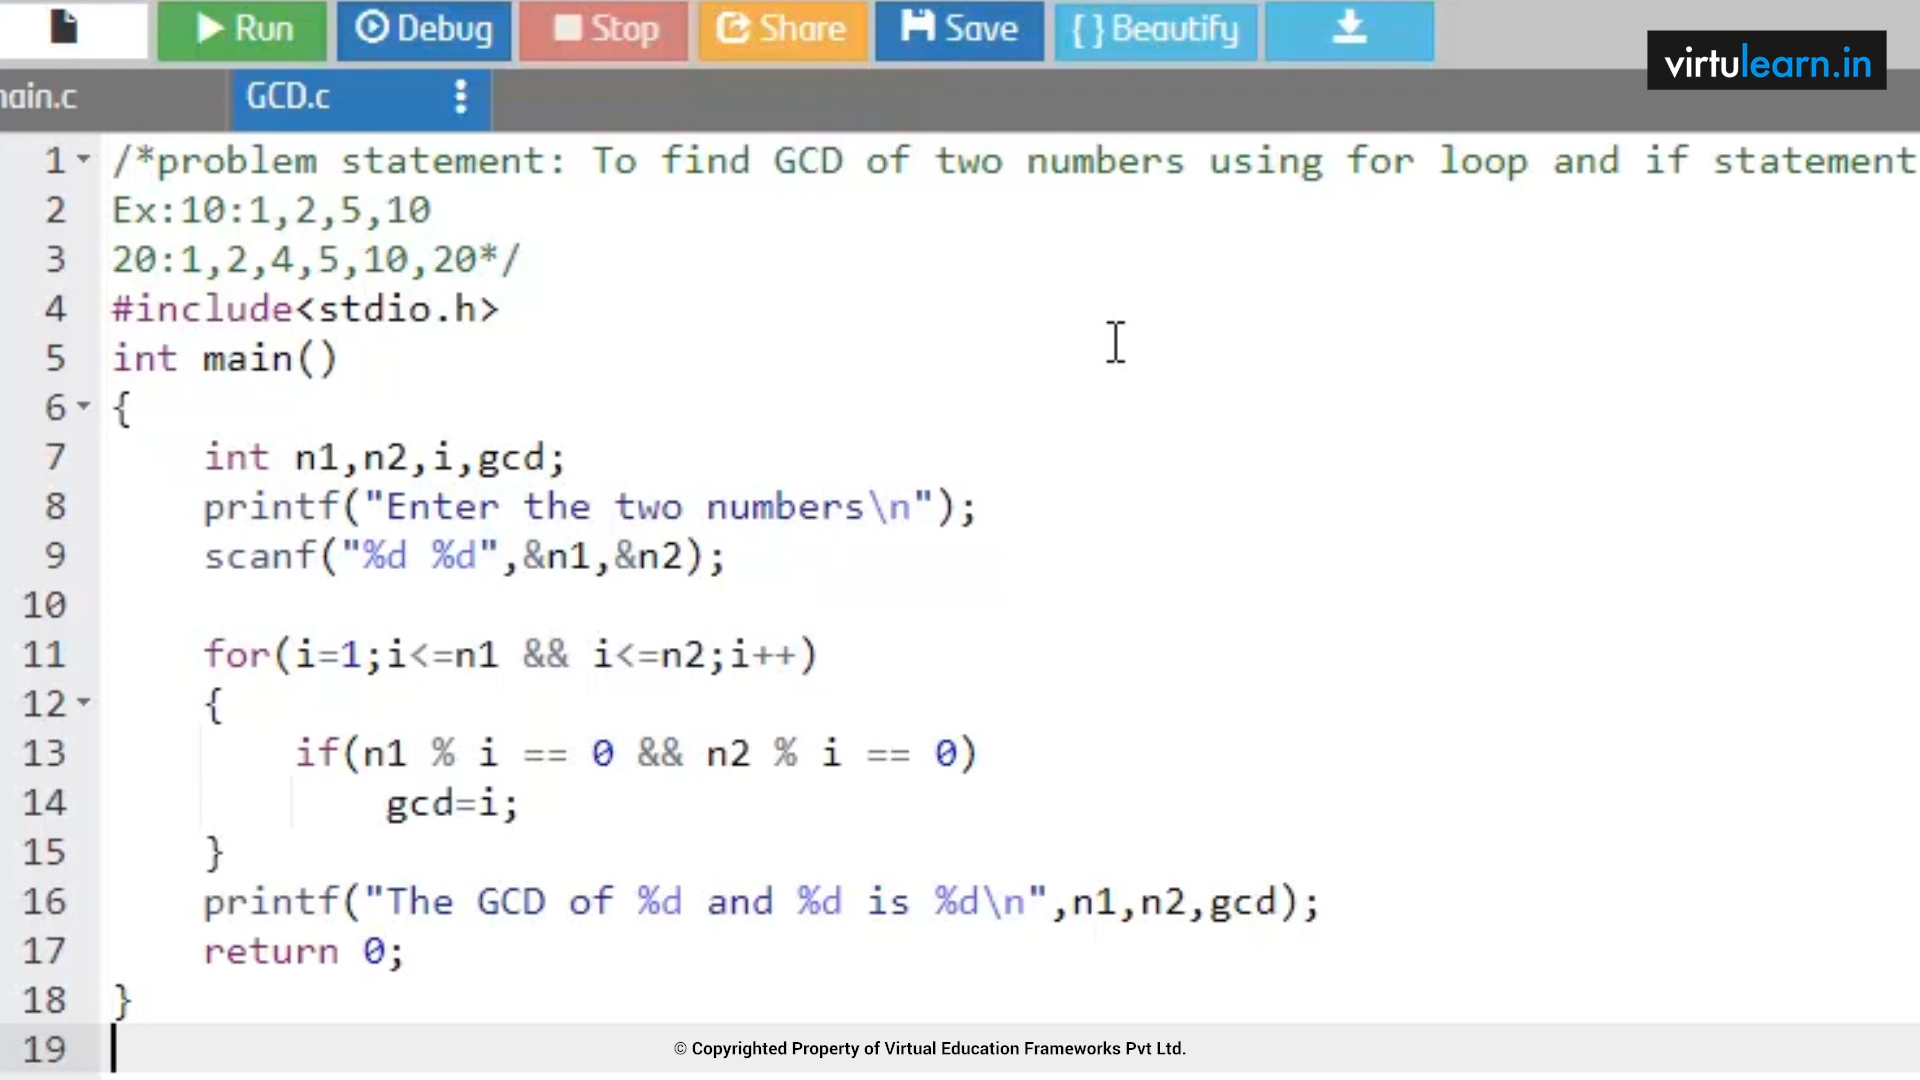 Run Debug Stop Share Save { } Beautify
virtulearn.in
ain.c GCD.c
1 /*problem statement: To find GCD of two numbers using for loop and if statement
2 Ex:10:1,2,5,10
3 20:1,2,4,5,10,20*/
4 #include<stdio.h>
5 int main()
6 {
7 int n1,n2,i,gcd;
8 printf("Enter the two numbers\n");
9 scanf("%d %d",&n1,&n2);
10
11 for(i=1;i<=n1 && i<=n2;i++)
12 {
13 if(n1 % i == 0 && n2 % i == 0)
14 gcd=i;
15 }
16 printf("The GCD of %d and %d is %d\n",n1,n2,gcd);
17 return 0;
18 }
19
© Copyrighted Property of Virtual Education Frameworks Pvt Ltd.